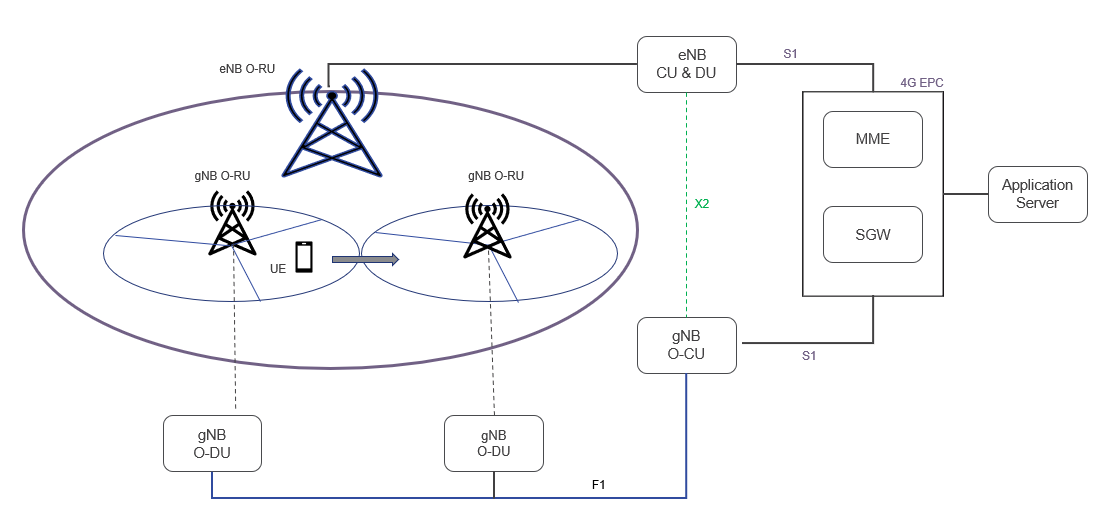 eNB O-RU
eNB
CU & DU
S1
4G EPC
MME
SGW
Application
Server
gNB O-RU
gNB O-RU
UE
X2
gNB
O-CU
S1
gNB
O-DU
gNB
O-DU
F1